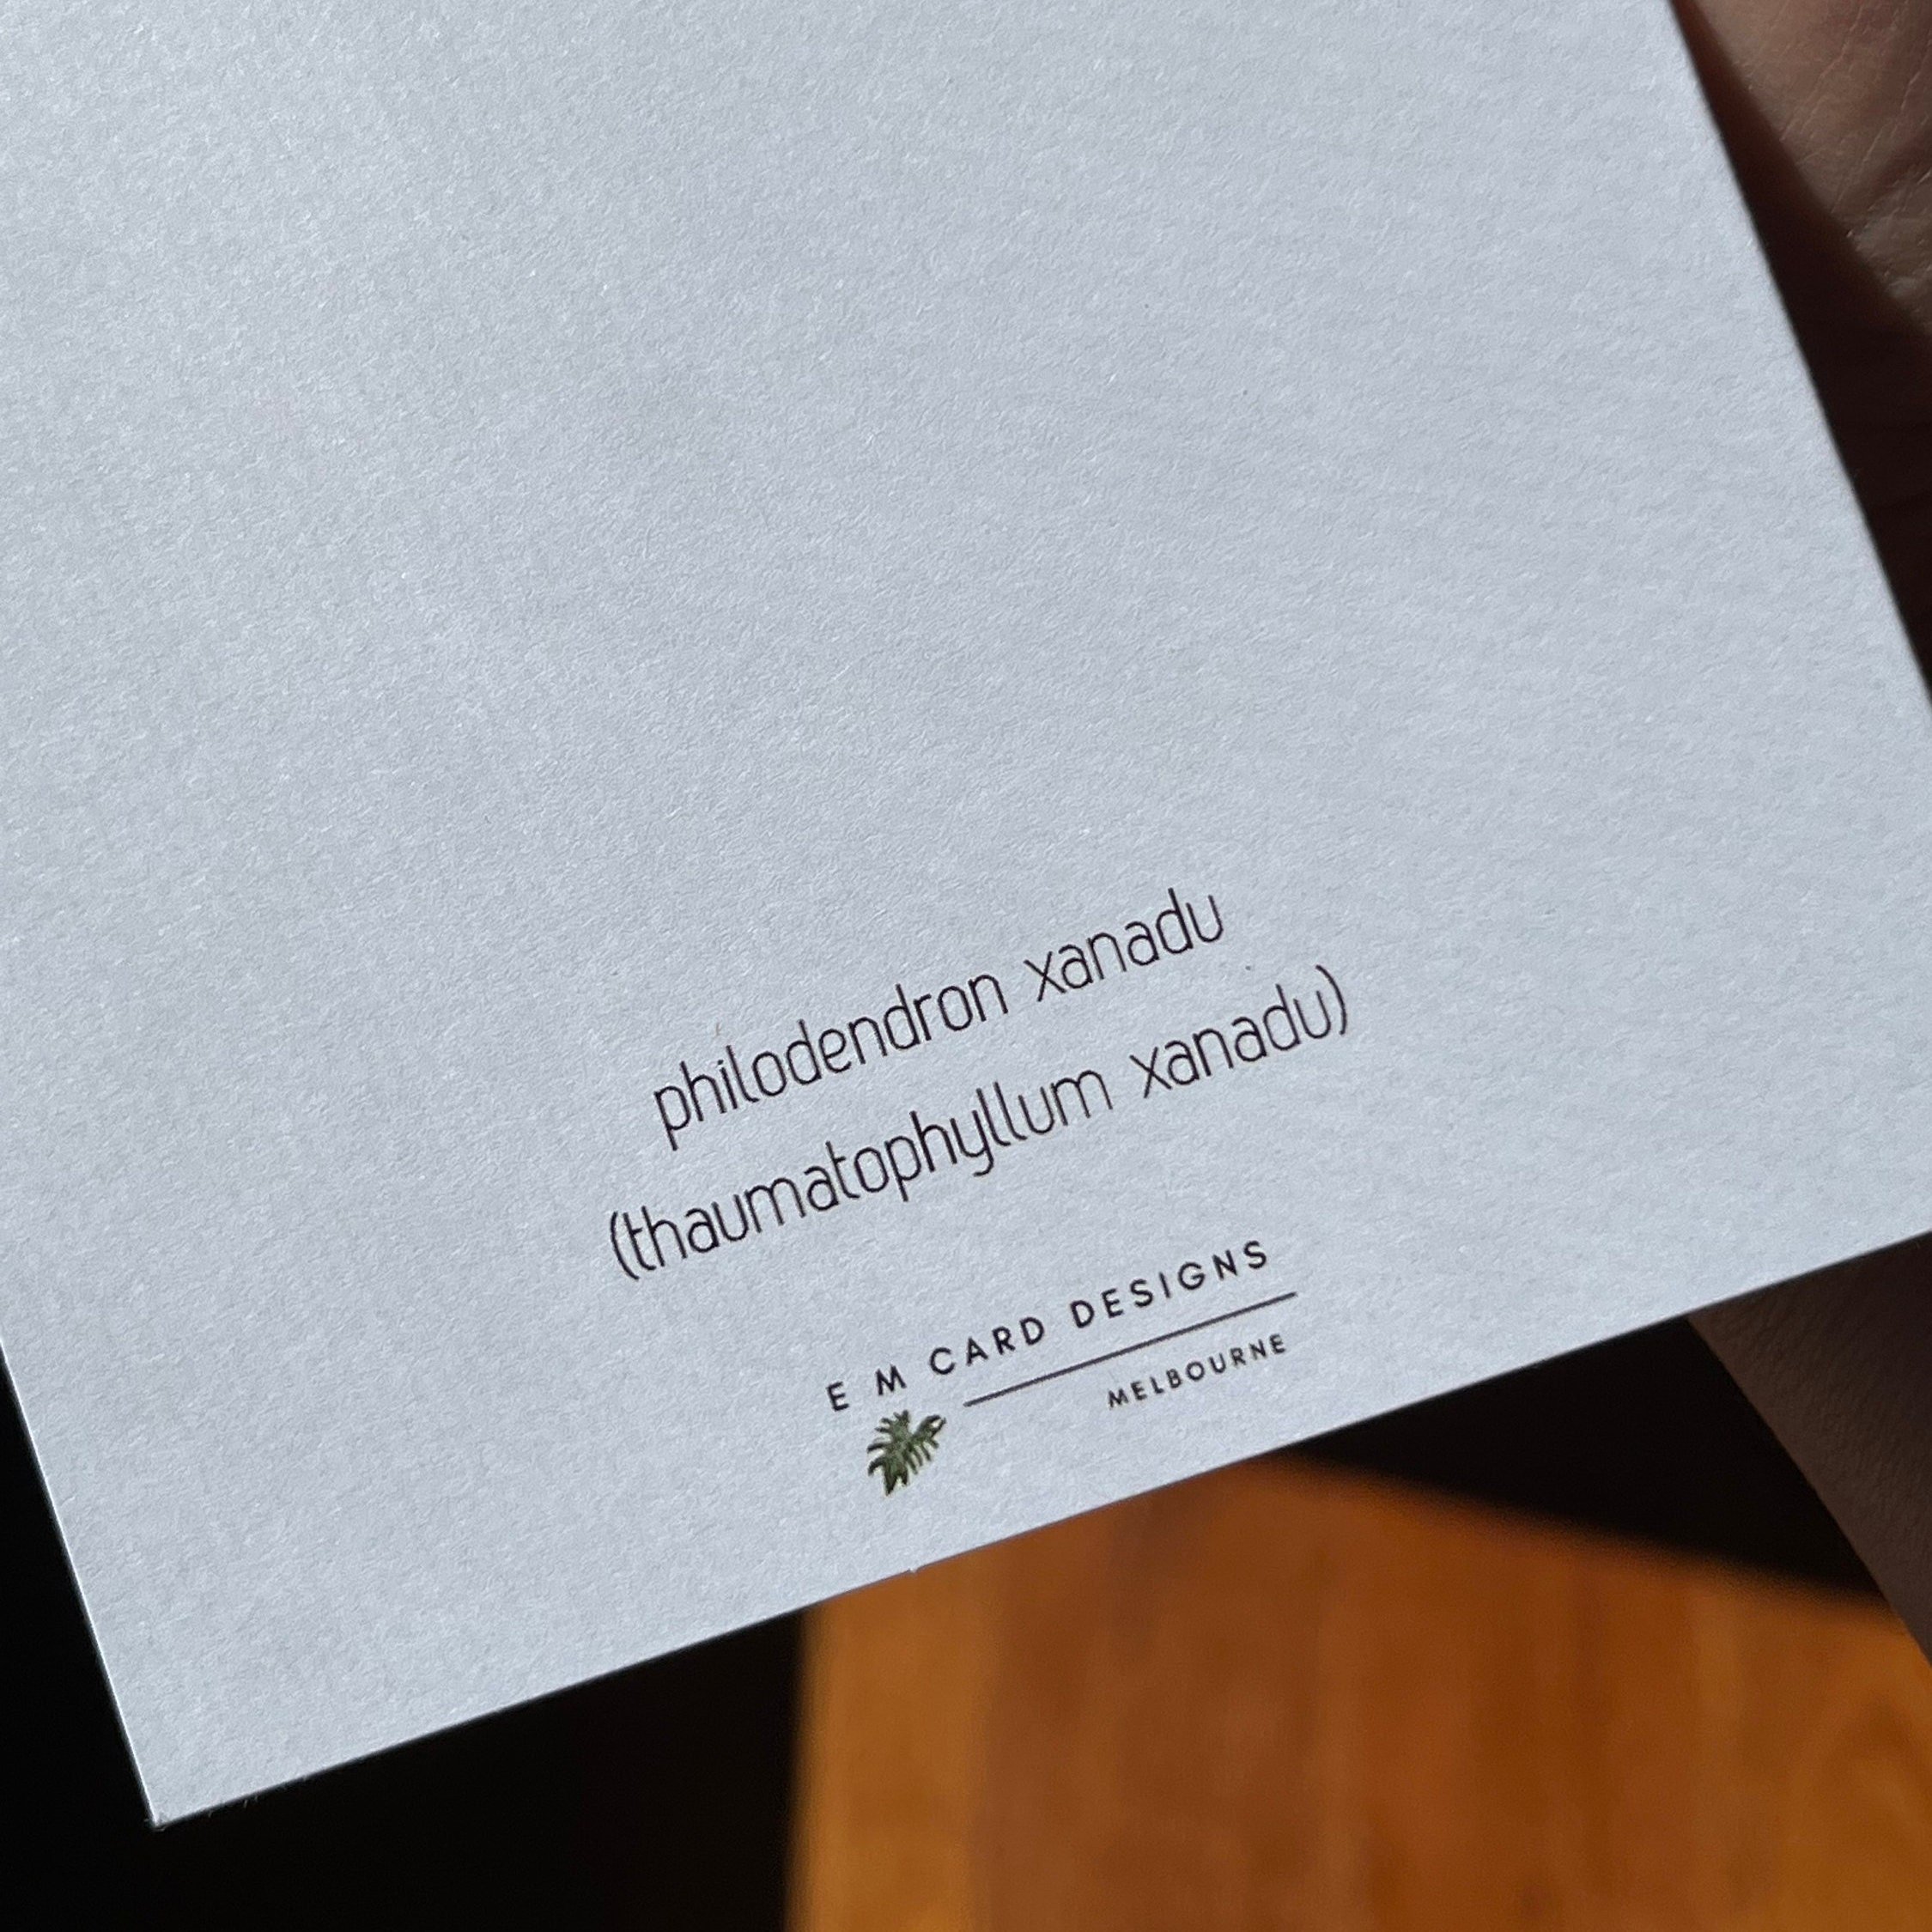 philodendron xanadu
(thaumatophyllum xanadu)
E M CARD DESIGNS
MELBOURNE